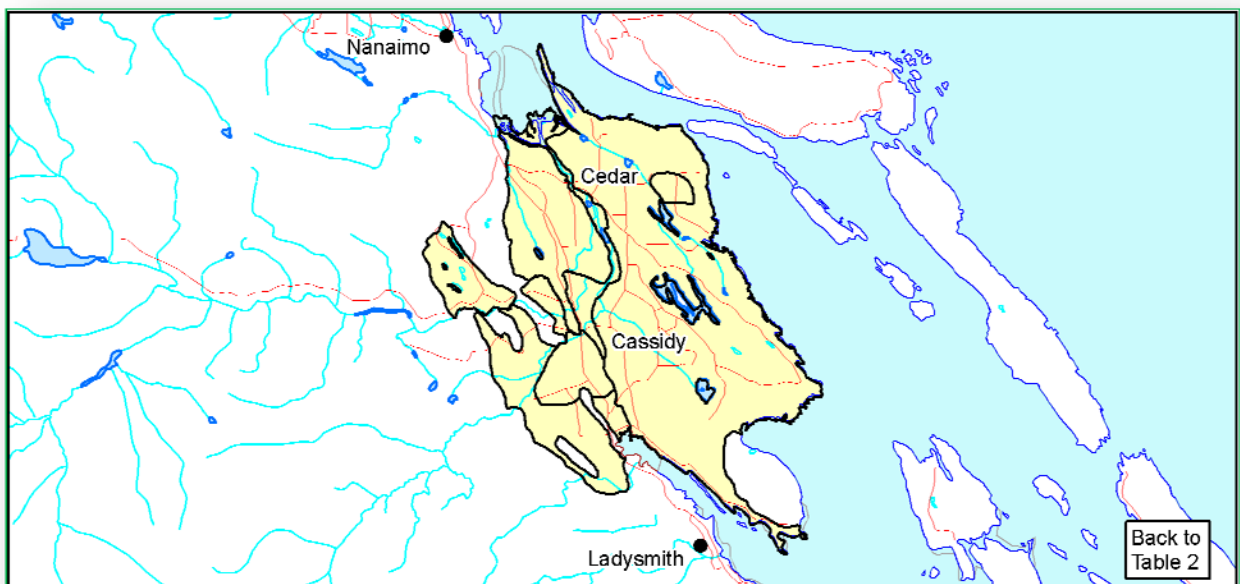 Nanaimo
Cedar
Cassidy
Ladysmith
Back to
Table 2